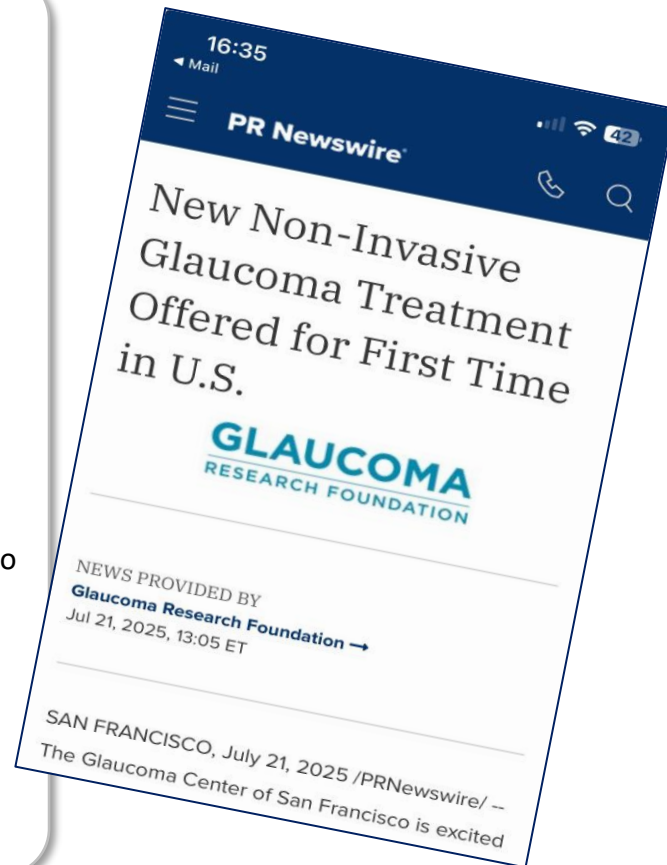 o
16:35
◄ Mail
42
PR Newswire
New Non-Invasive
Glaucoma Treatment
Offered for First Time
in U.S.
GLAUCOMA
RESEARCH FOUNDATION
NEWS PROVIDED BY
Glaucoma Research Foundation →
Jul 21, 2025, 13:05 ET
SAN FRANCISCO, July 21, 2025 /PRNewswire/ --
The Glaucoma Center of San Francisco is excited